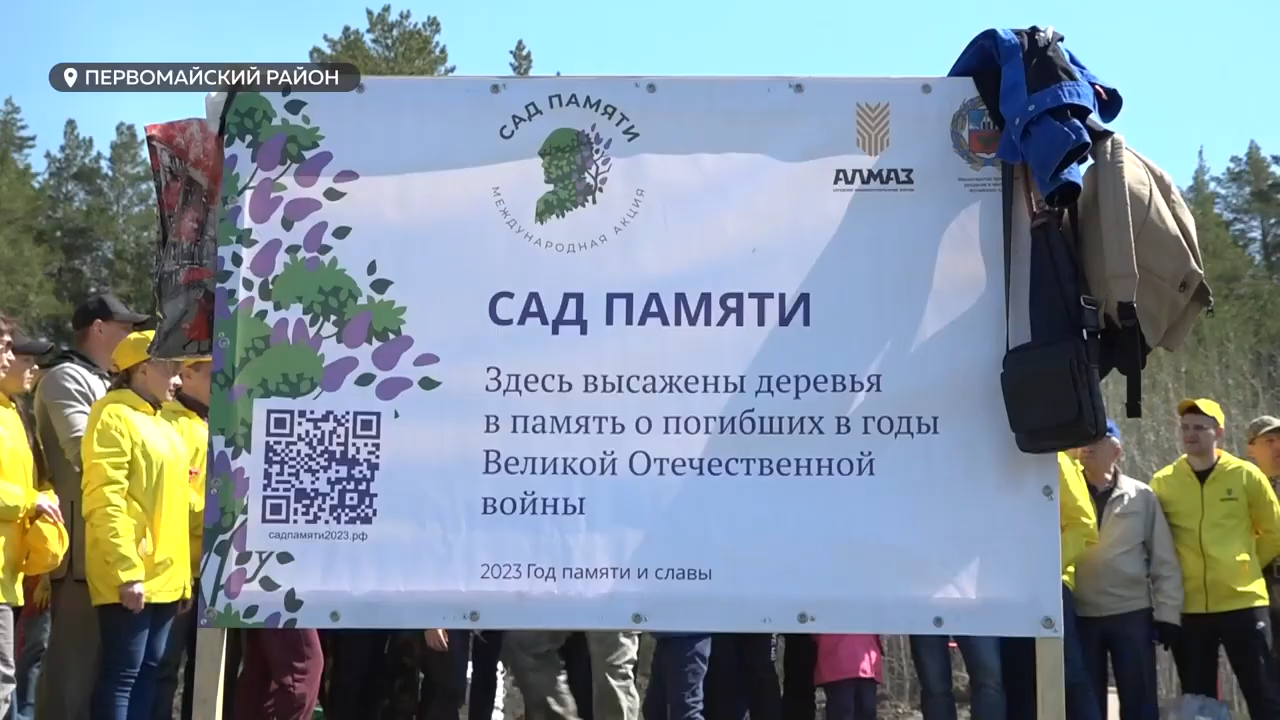 ПЕРВОМАЙСКИЙ РАЙОН
САД ПАМЯТИ
МЕЖДУНАРОДНАЯ АКЦИЯ
АЛМАЗ
САД ПАМЯТИ
Здесь высажены деревья
в память о погибших в годы
Великой Отечественной
войны
садпамяти2023.рф
2023 Год памяти и славы